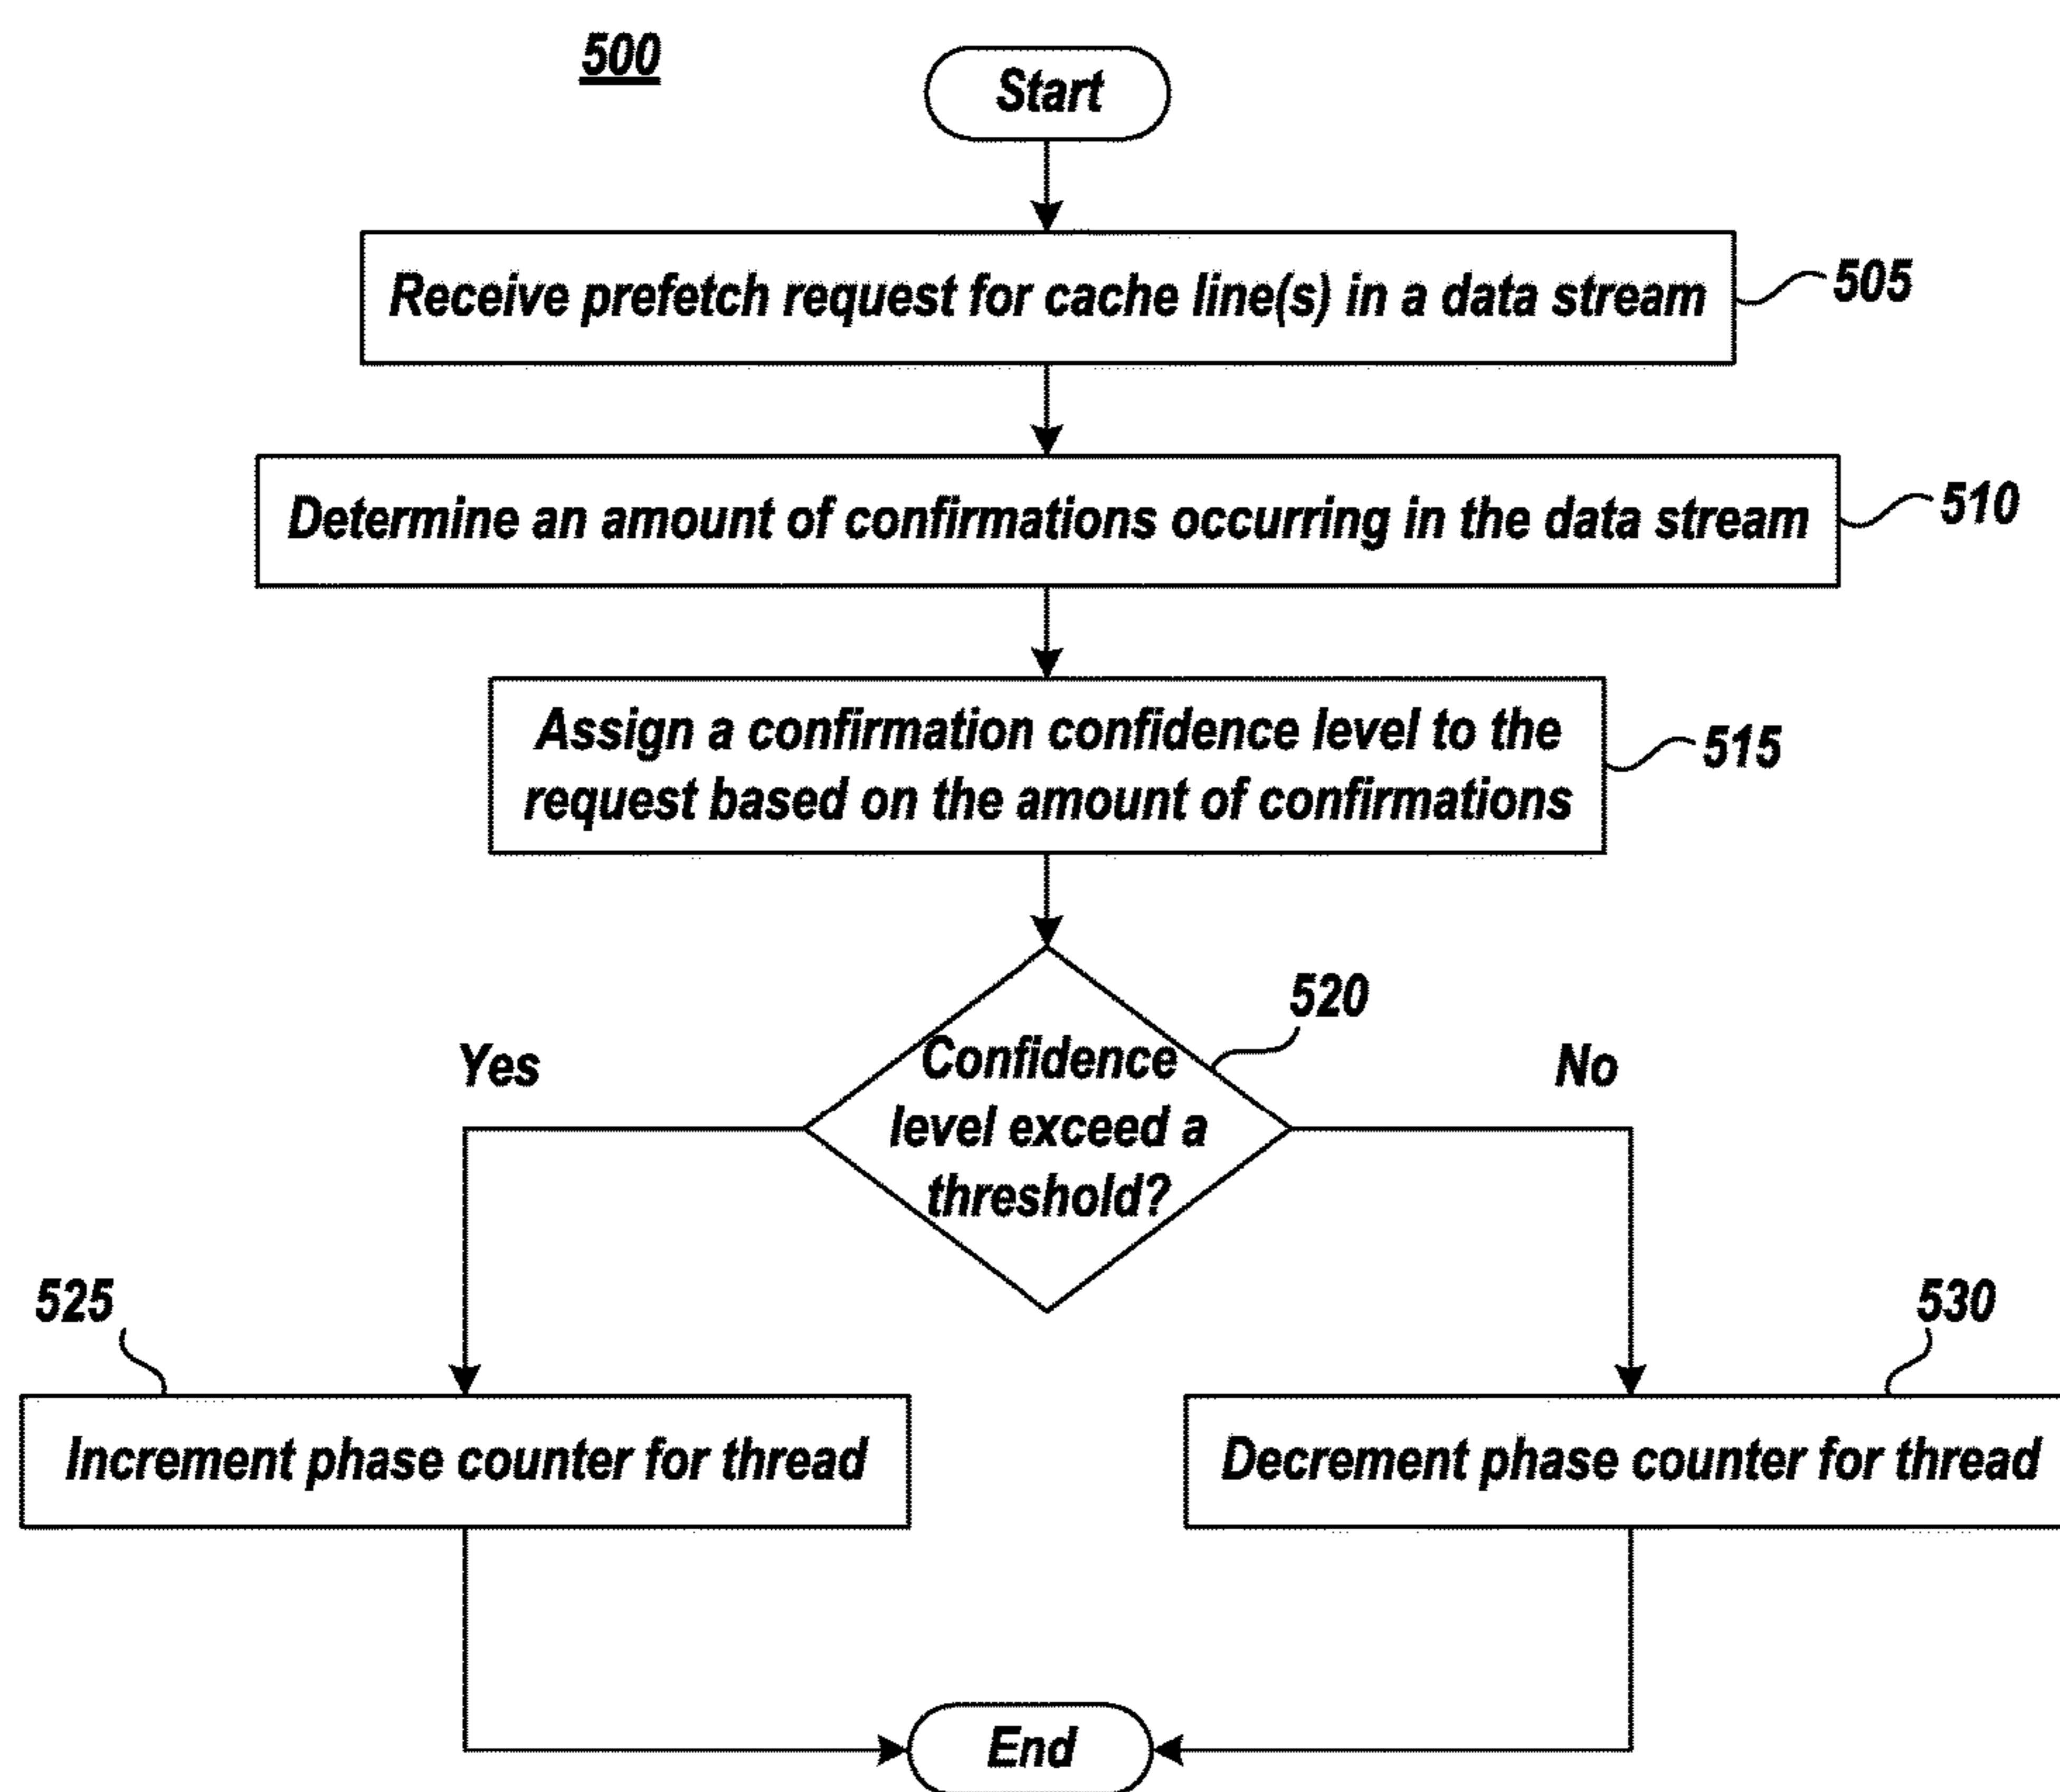 500
Start
Receive prefetch request for cache line(s) in a data stream
505
Determine an amount of confirmations occurring in the data stream
510
Assign a confirmation confidence level to the
request based on the amount of confirmations
515
520
Yes
Confidence
level exceed a
threshold?
No
525
530
Increment phase counter for thread
Decrement phase counter for thread
End